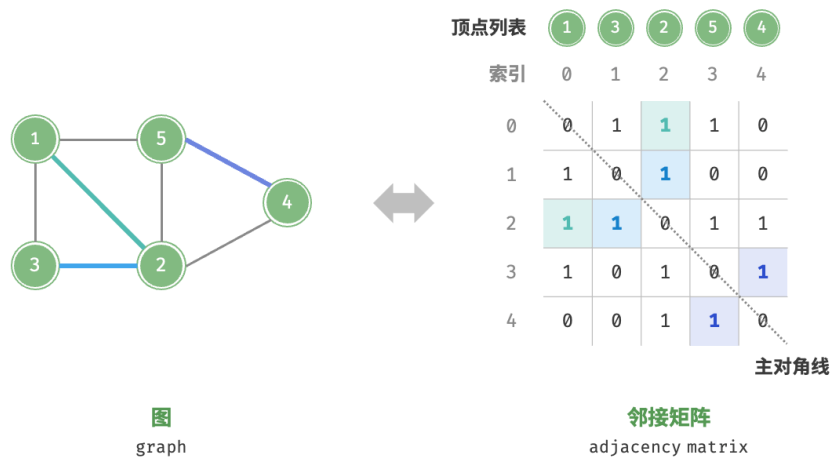 顶点列表 1 3 2 5 4
索引 0 1 2 3 4
1 5
4
3 2
0 0 1 1 1 0
1 1 0 1 0 0
2 1 1 0 1 1
3 1 0 1 0 1
4 0 0 1 1 0
主对角线
图
graph
邻接矩阵
adjacency matrix